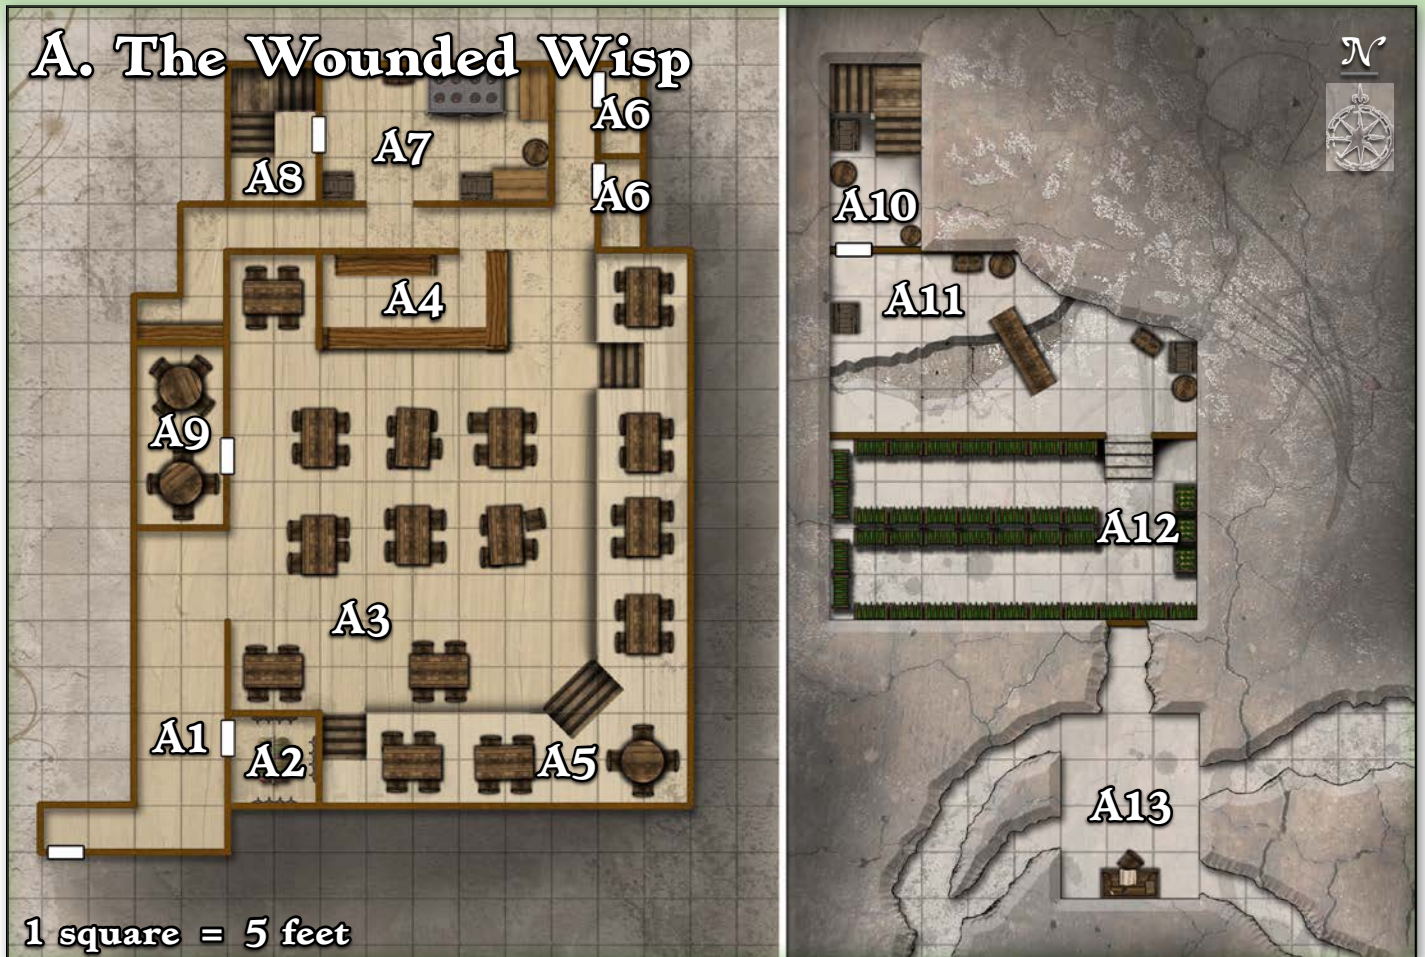 A. The Wounded Wisp
N
A6
A7
A8
A6
A10
A4
A11
A9
A12
A3
A1
A2
A5
A13
1 square = 5 feet